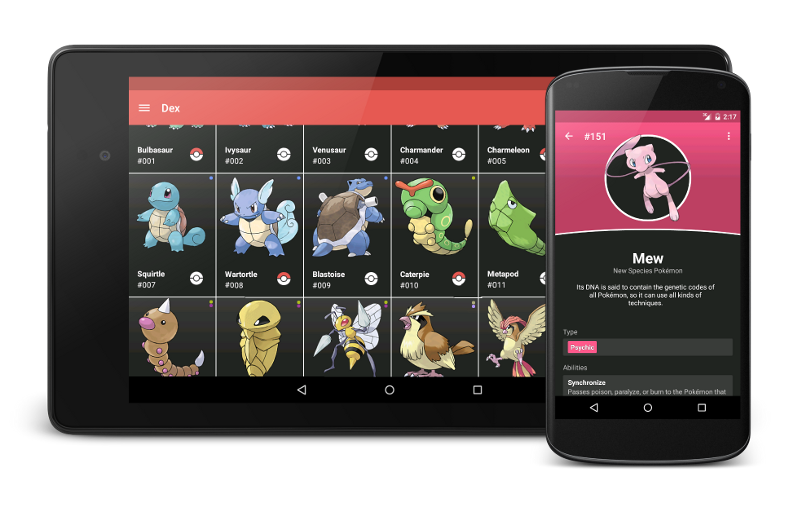 Dex
Bulbasaur
#001
Ivysaur
#002
Venusaur
#003
Charmander
#004
Charmeleon
#005
Squirtle
#007
Wartortle
#008
Blastoise
#009
Caterpie
#010
Metapod
#011
2:17
#151
Mew
New Species Pokémon
Its DNA is said to contain the genetic codes of
all Pokémon, so it can use all kinds of
techniques.
Type
Psychic
Abilities
Synchronize
Passes poison, paralyze, or burn to the Pokémon that